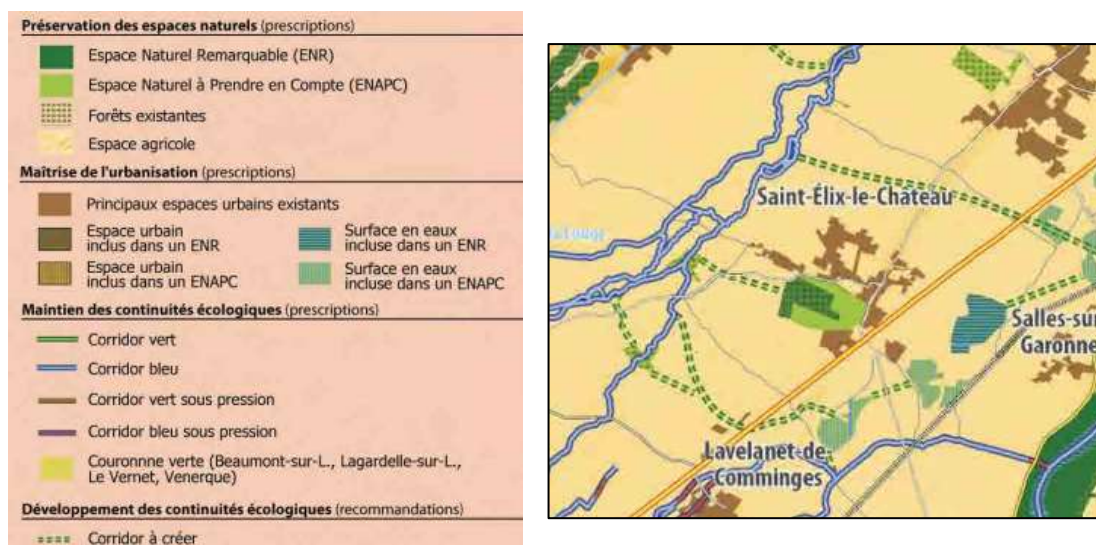 Préservation des espaces naturels (prescriptions)
Espace Naturel Remarquable (ENR)
Espace Naturel à Prendre en Compte (ENAPC)
Forêts existantes
Espace agricole
Maîtrise de l'urbanisation (prescriptions)
Principaux espaces urbains existants
Espace urbain
inclus dans un ENR
Surface en eaux
incluse dans un ENR
Espace urbain
inclus dans un ENAPC
Surface en eaux
incluse dans un ENAPC
Maintien des continuités écologiques (prescriptions)
Corridor vert
Corridor bleu
Corridor vert sous pression
Corridor bleu sous pression
Couronnne verte (Beaumont-sur-L., Lagardelle-sur-L.,
Le Vernet, Venerque)
Développement des continuités écologiques (recommandations)
Corridor à créer
Saint-Élix-le-Château
Salles-sur
Garonne
Lavelanet-de-
Comminges